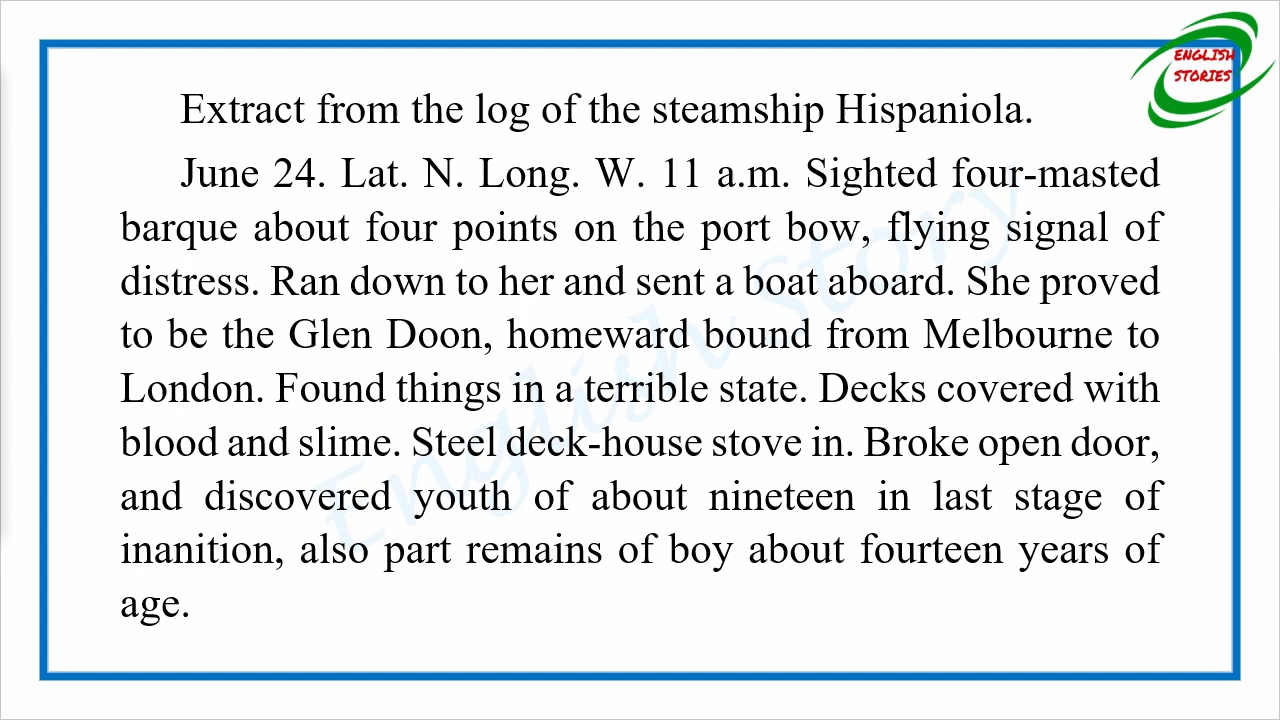 ENGLISH
STORIES
Extract from the log of the steamship Hispaniola.
June 24. Lat. N. Long. W. 11 a.m. Sighted four-masted
barque about four points on the port bow, flying signal of
distress. Ran down to her and sent a boat aboard. She proved
to be the Glen Doon, homeward bound from Melbourne to
London. Found things in a terrible state. Decks covered with
blood and slime. Steel deck-house stove in. Broke open door,
and discovered youth of about nineteen in last stage of
inanition, also part remains of boy about fourteen years of
age.
English Story